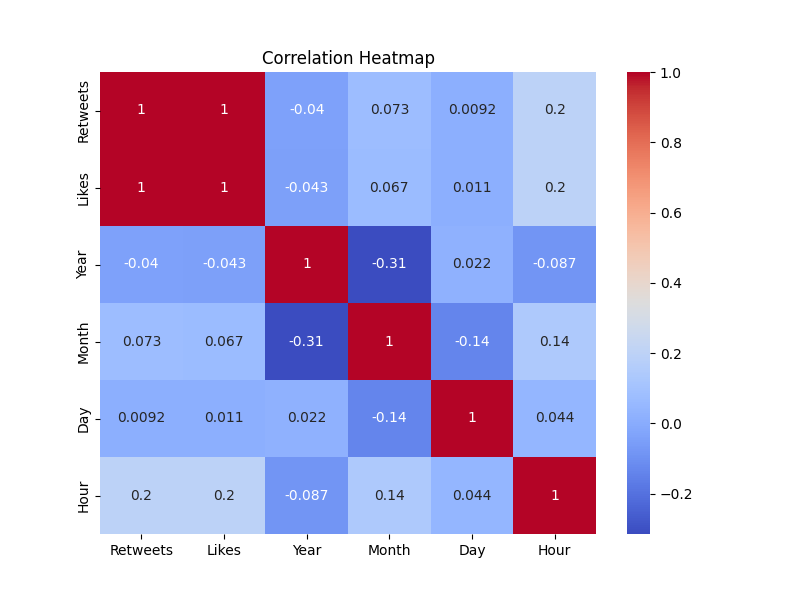 Correlation Heatmap
Retweets 1 1 -0.04 0.073 0.0092 0.2
Likes 1 1 -0.043 0.067 0.011 0.2
Year -0.04 -0.043 1 -0.31 0.022 -0.087
Month 0.073 0.067 -0.31 1 -0.14 0.14
Day 0.0092 0.011 0.022 -0.14 1 0.044
Hour 0.2 0.2 -0.087 0.14 0.044 1
Retweets Likes Year Month Day Hour
1.0
0.8
0.6
0.4
0.2
0.0
−0.2